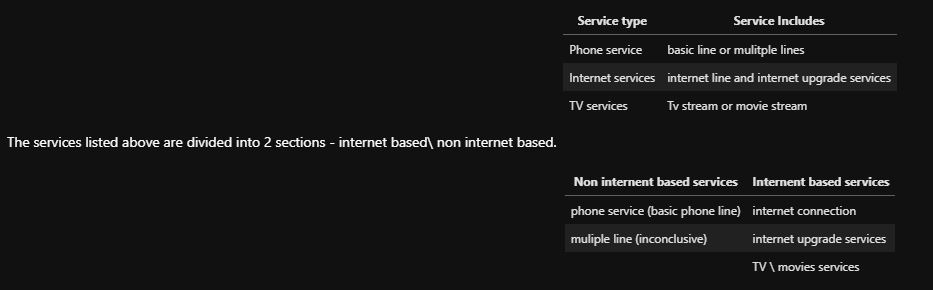 Service type Service Includes
Phone service basic line or mulitple lines
Internet services internet line and internet upgrade services
TV services Tv stream or movie stream
The services listed above are divided into 2 sections - internet based\ non internet based.
Non internent based services Internent based services
phone service (basic phone line) internet connection
muliple line (inconclusive) internet upgrade services
TV \ movies services